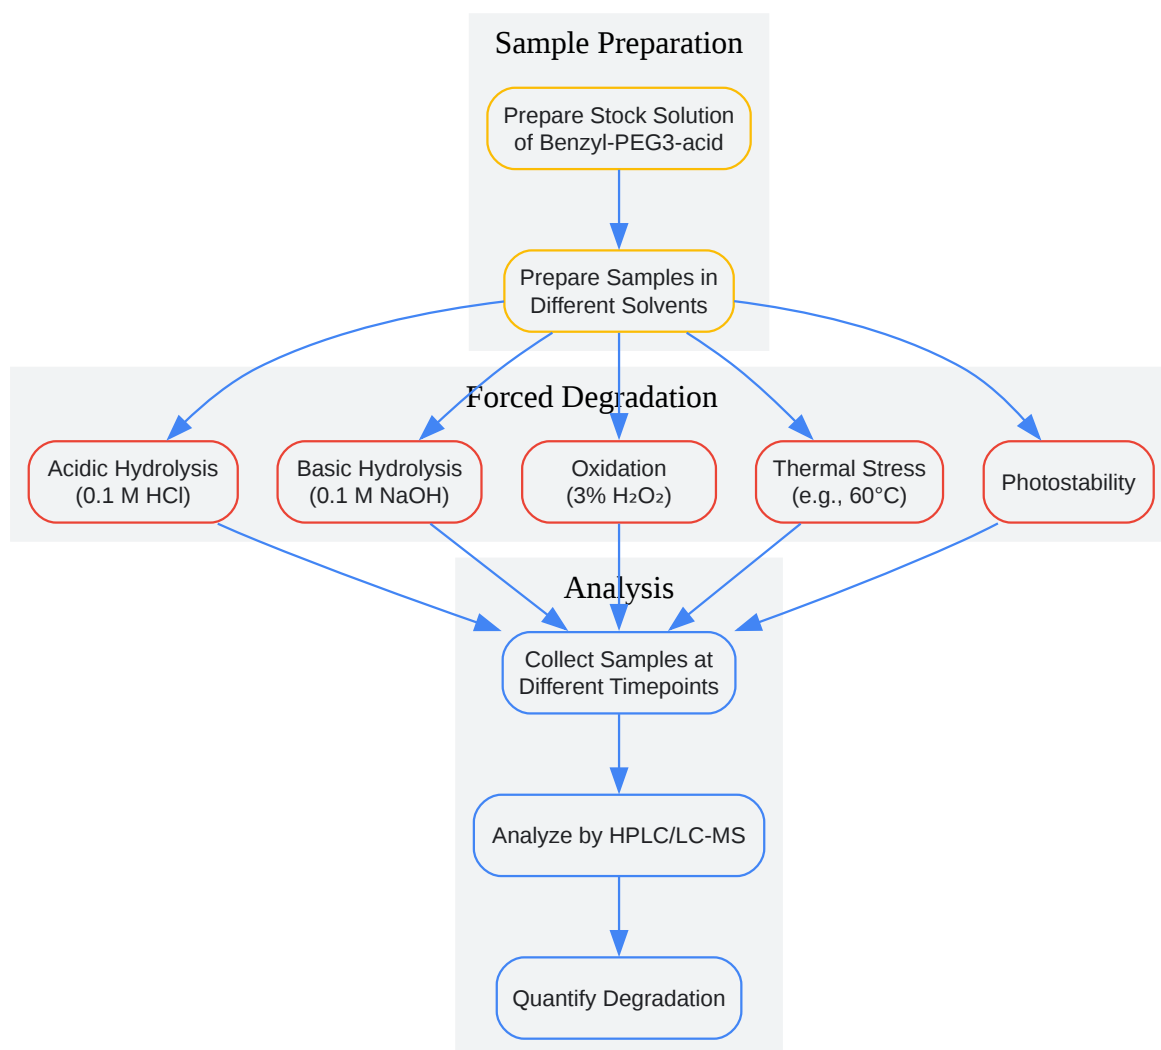 Sample Preparation
Prepare Stock Solution
of Benzyl-PEG3-acid
Prepare Samples in
Different Solvents
Forced Degradation
Acidic Hydrolysis
(0.1 M HCl)
Basic Hydrolysis
(0.1 M NaOH)
Oxidation
(3% H₂O₂)
Thermal Stress
(e.g., 60°C)
Photostability
Analysis
Collect Samples at
Different Timepoints
Analyze by HPLC/LC-MS
Quantify Degradation